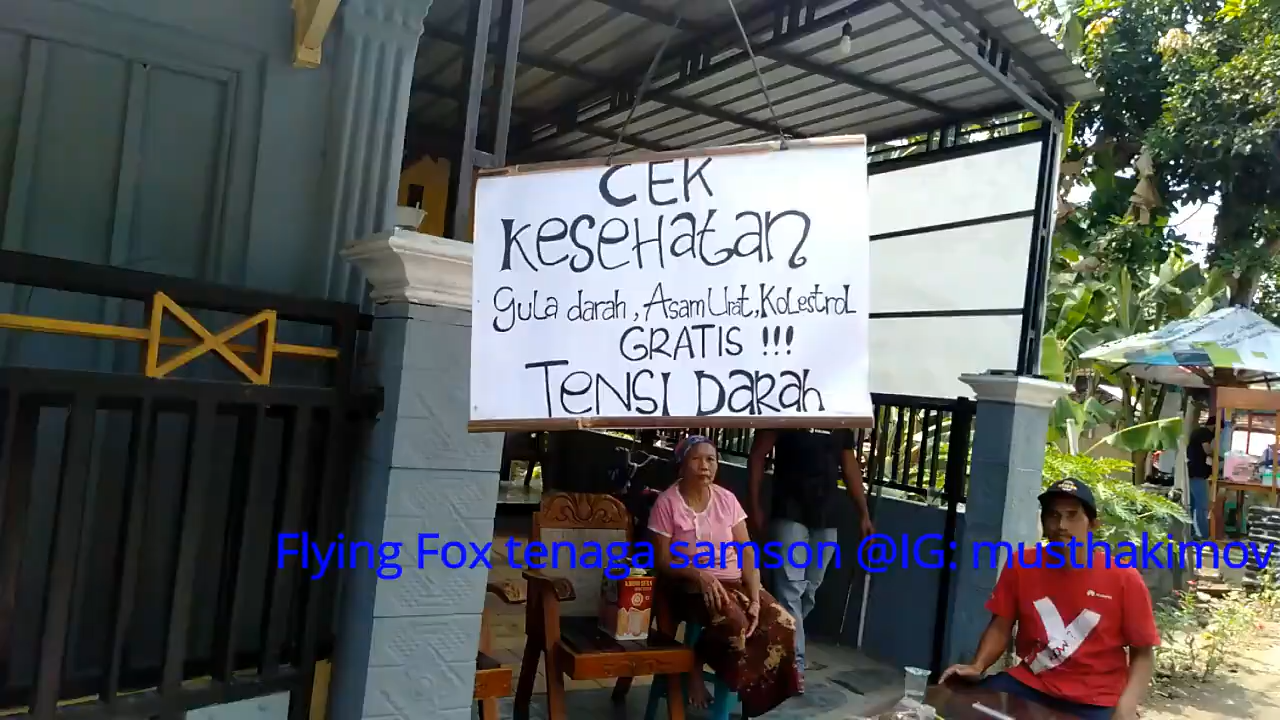 CEK
KeseHatan
gula darah, Asam Urat, KoLestroL
GRATIS !!!
TeNSI DaRah
Flying Fox tenaga samson @IG: musthakimov